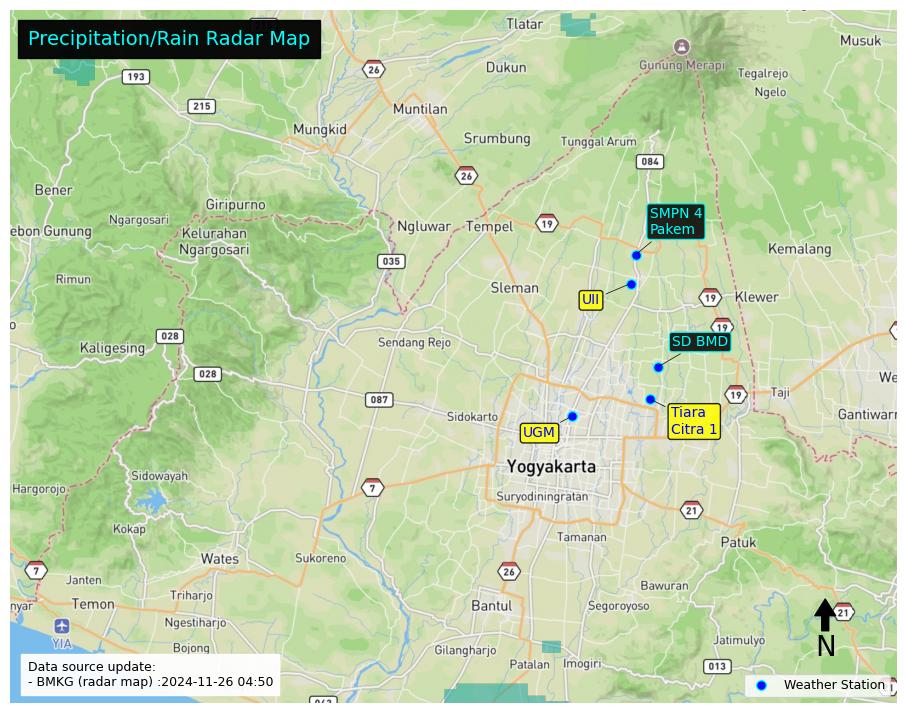 Precipitation/Rain Radar Map
Tlatar
Musuk
26
193
Dukun
Gunung Merapi
Tegalrejo
Ngelo
215
Muntilan
Mungkid
Srumbung
Tunggal Arum
084
26
Bener
Giripurno
Ngargosari
SMPN 4
Pakem
ebon Gunung
Kelurahan
Ngargosari
Ngluwar
Tempel
19
Kemalang
035
Rimun
Sleman
UII
19
Klewer
19
028
Kaligesing
Sendang Rejo
SD BMD
028
We
087
19
Taji
Sidokarto
Tiara
Citra 1
Gantiwarn
UGM
Yogyakarta
Sidowayah
Hargorojo
7
Suryodiningratan
21
Kokap
Tamanan
Patuk
Wates
Sukoreno
7
26
Janten
Bawuran
Triharjo
nyar
Temon
Bantul
Segoroyoso
21
Ngestiharjo
YIA
Jatimulyo
N
Bojong
Gilangharjo
Patalan
Imogiri
013
Data source update:
- BMKG (radar map) :2024-11-26 04:50
Weather Station